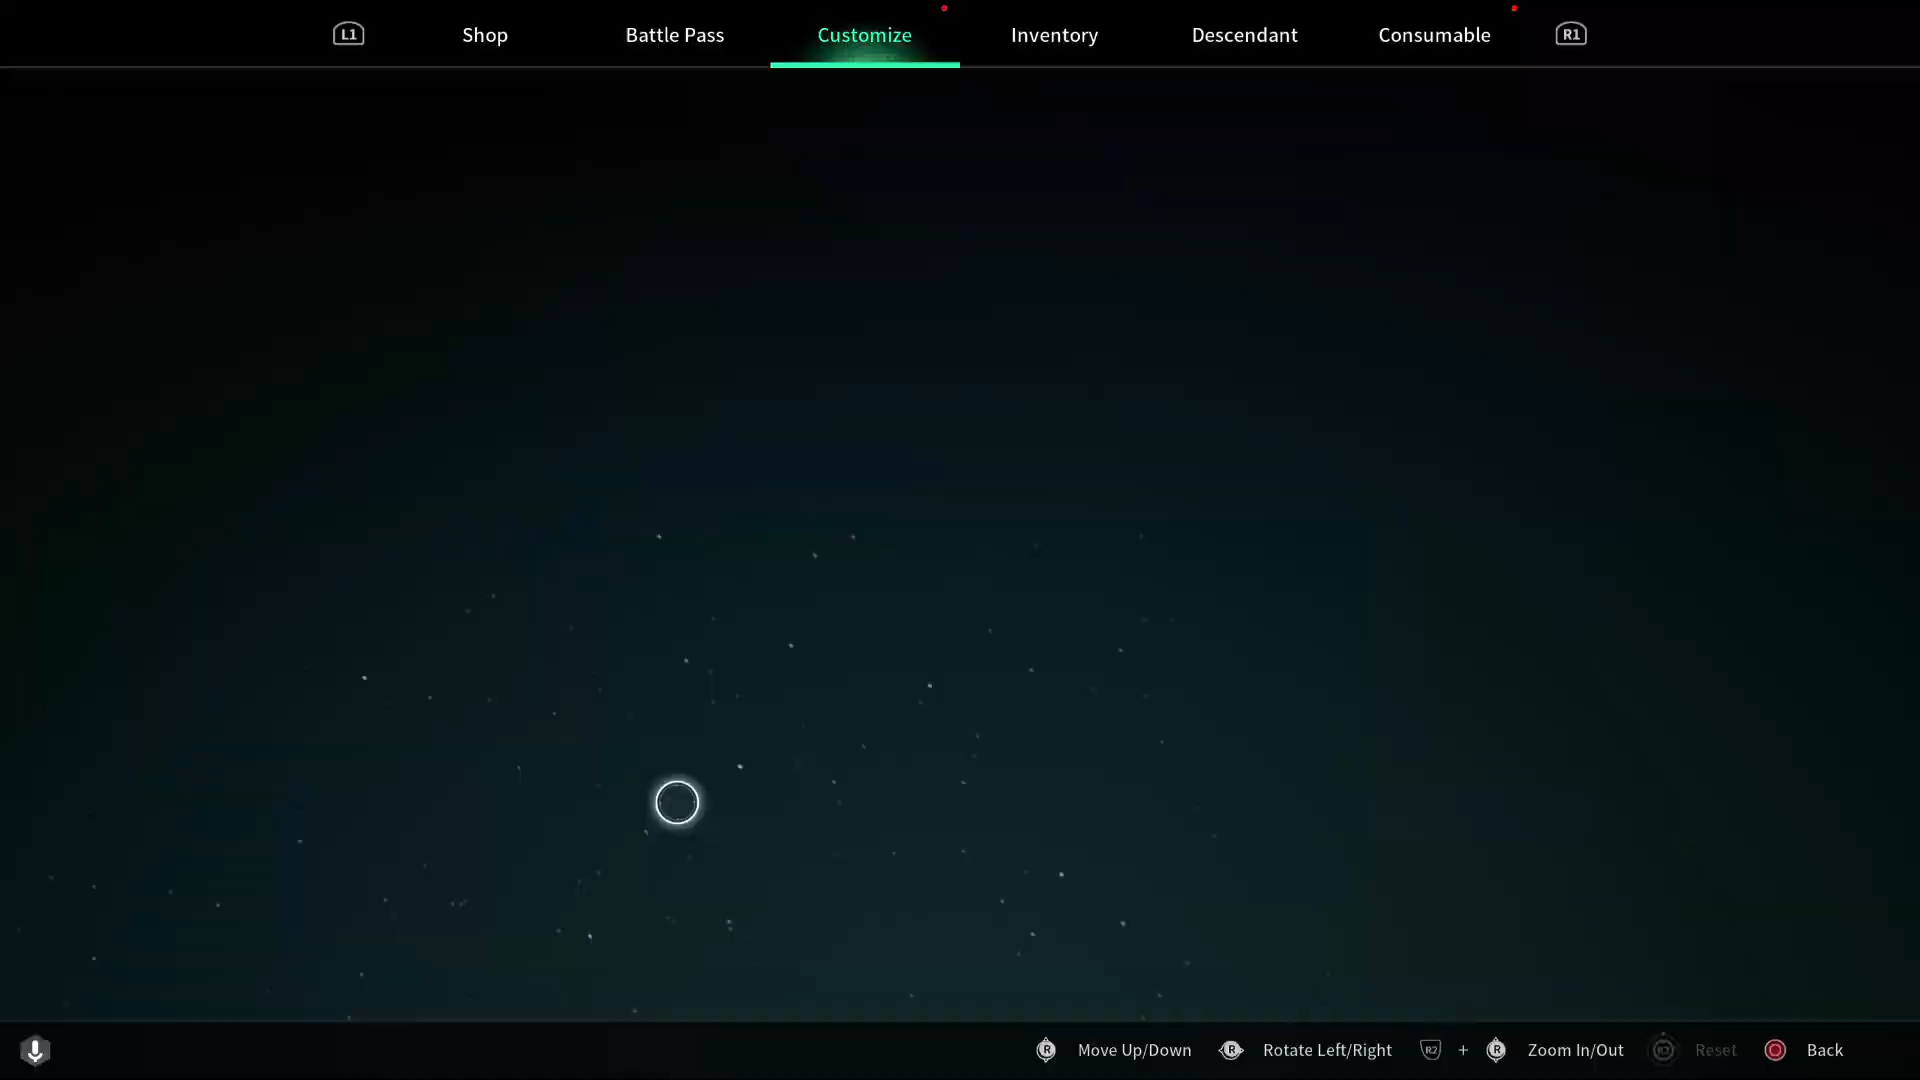 L1 Shop Battle Pass Customize Inventory Descendant Consumable R1
R Move Up/Down R Rotate Left/Right R2 + R Zoom In/Out Reset Back